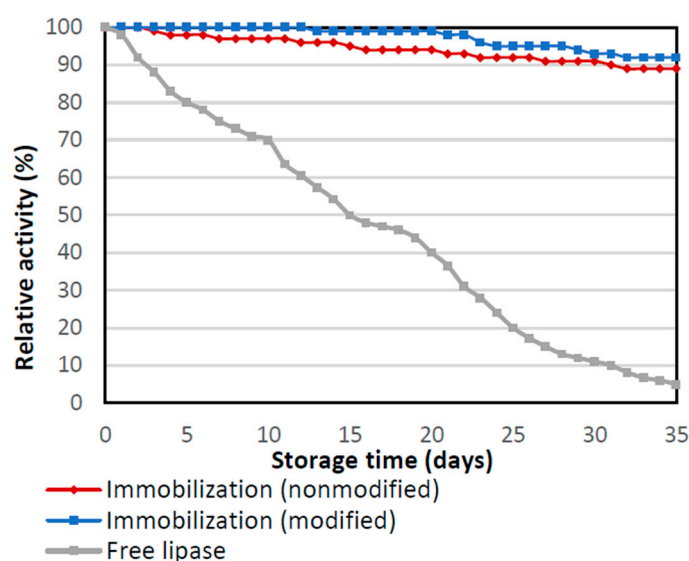 Relative activity (%)
100
90
80
70
60
50
40
30
20
10
0
0 5 10 15 20 25 30 35
Storage time (days)
Immobilization (nonmodified)
Immobilization (modified)
Free lipase